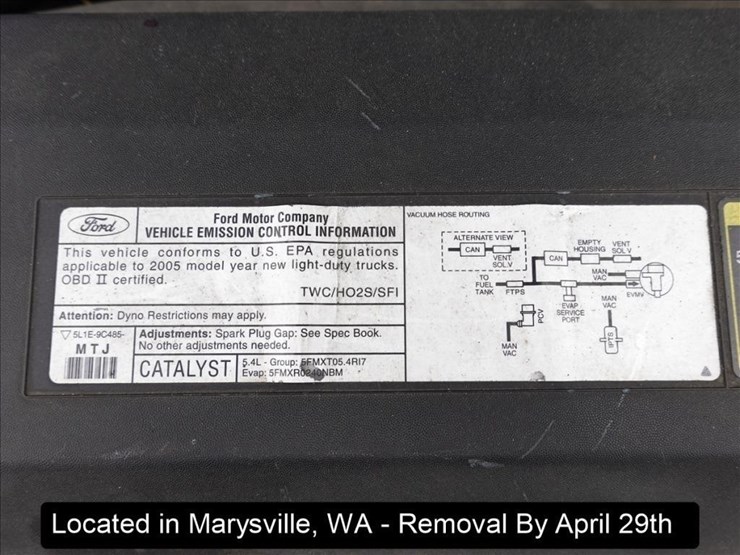 Ford
Ford Motor Company
VEHICLE EMISSION CONTROL INFORMATION
This vehicle conforms to U.S. EPA regulations
applicable to 2005 model year new light-duty trucks.
OBD II certified.
TWC/HO2S/SFI
Attention: Dyno Restrictions may apply.
5L1E-9C485-
MTJ
Adjustments: Spark Plug Gap: See Spec Book.
No other adjustments needed.
CATALYST
5.4L - Group: 5FMXT05.4RI7
Evap: 5FMXR0240NBM
VACUUM HOSE ROUTING
ALTERNATE VIEW
CAN
VENT
SOL V
TO
FUEL
TANK
FTPS
CAN
EMPTY
HOUSING
VENT
SOL V
MAN
VAC
EVMV
EVAP
SERVICE
PORT
PCV
MAN
VAC
MAN
VAC
IPTS
5
Located in Marysville, WA - Removal By April 29th